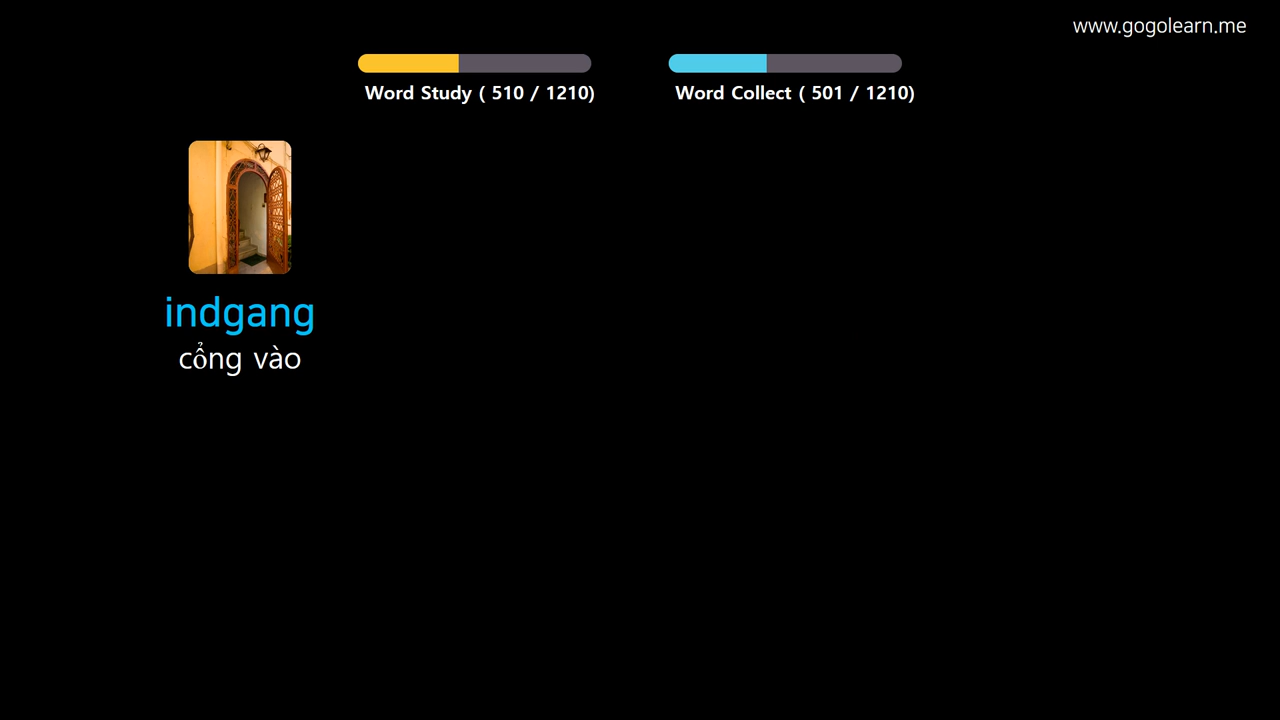 www.gogolearn.me
Word Study ( 510 / 1210)
Word Collect ( 501 / 1210)
indgang
cổng vào